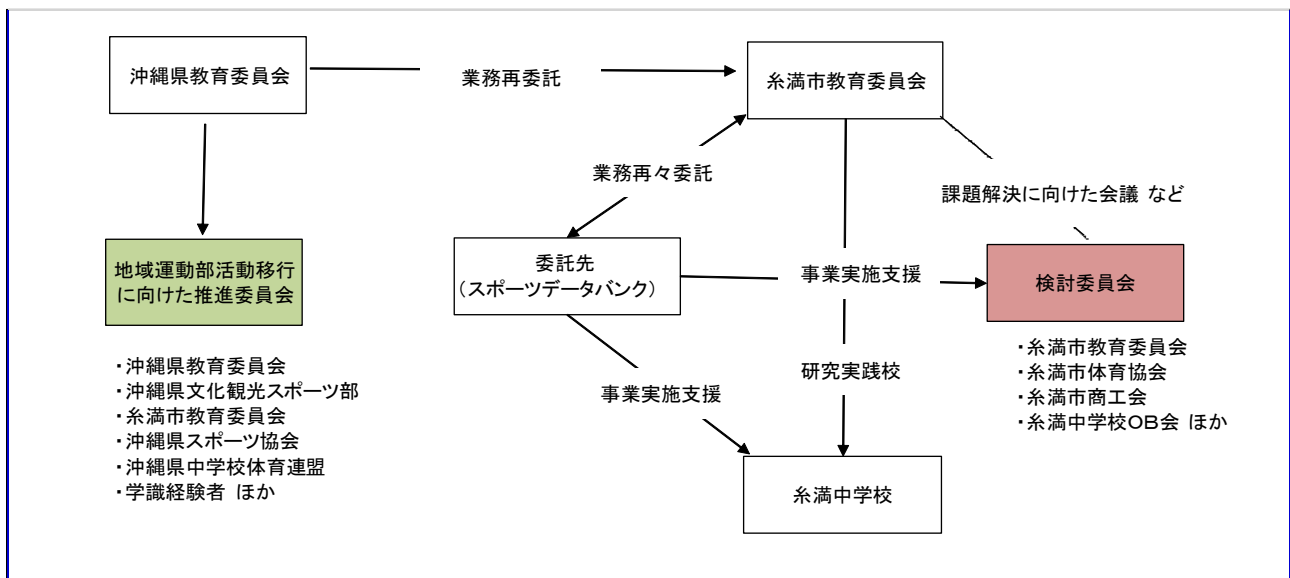 沖縄県教育委員会
業務再委託
糸満市教育委員会
業務再々委託
課題解決に向けた会議 など
地域運動部活動移行
に向けた推進委員会
委託先
（スポーツデータバンク）
事業実施支援
検討委員会
・沖縄県教育委員会
・沖縄県文化観光スポーツ部
・糸満市教育委員会
・沖縄県スポーツ協会
・沖縄県中学校体育連盟
・学識経験者 ほか
事業実施支援
研究実践校
・糸満市教育委員会
・糸満市体育協会
・糸満市商工会
・糸満中学校OB会 ほか
糸満中学校